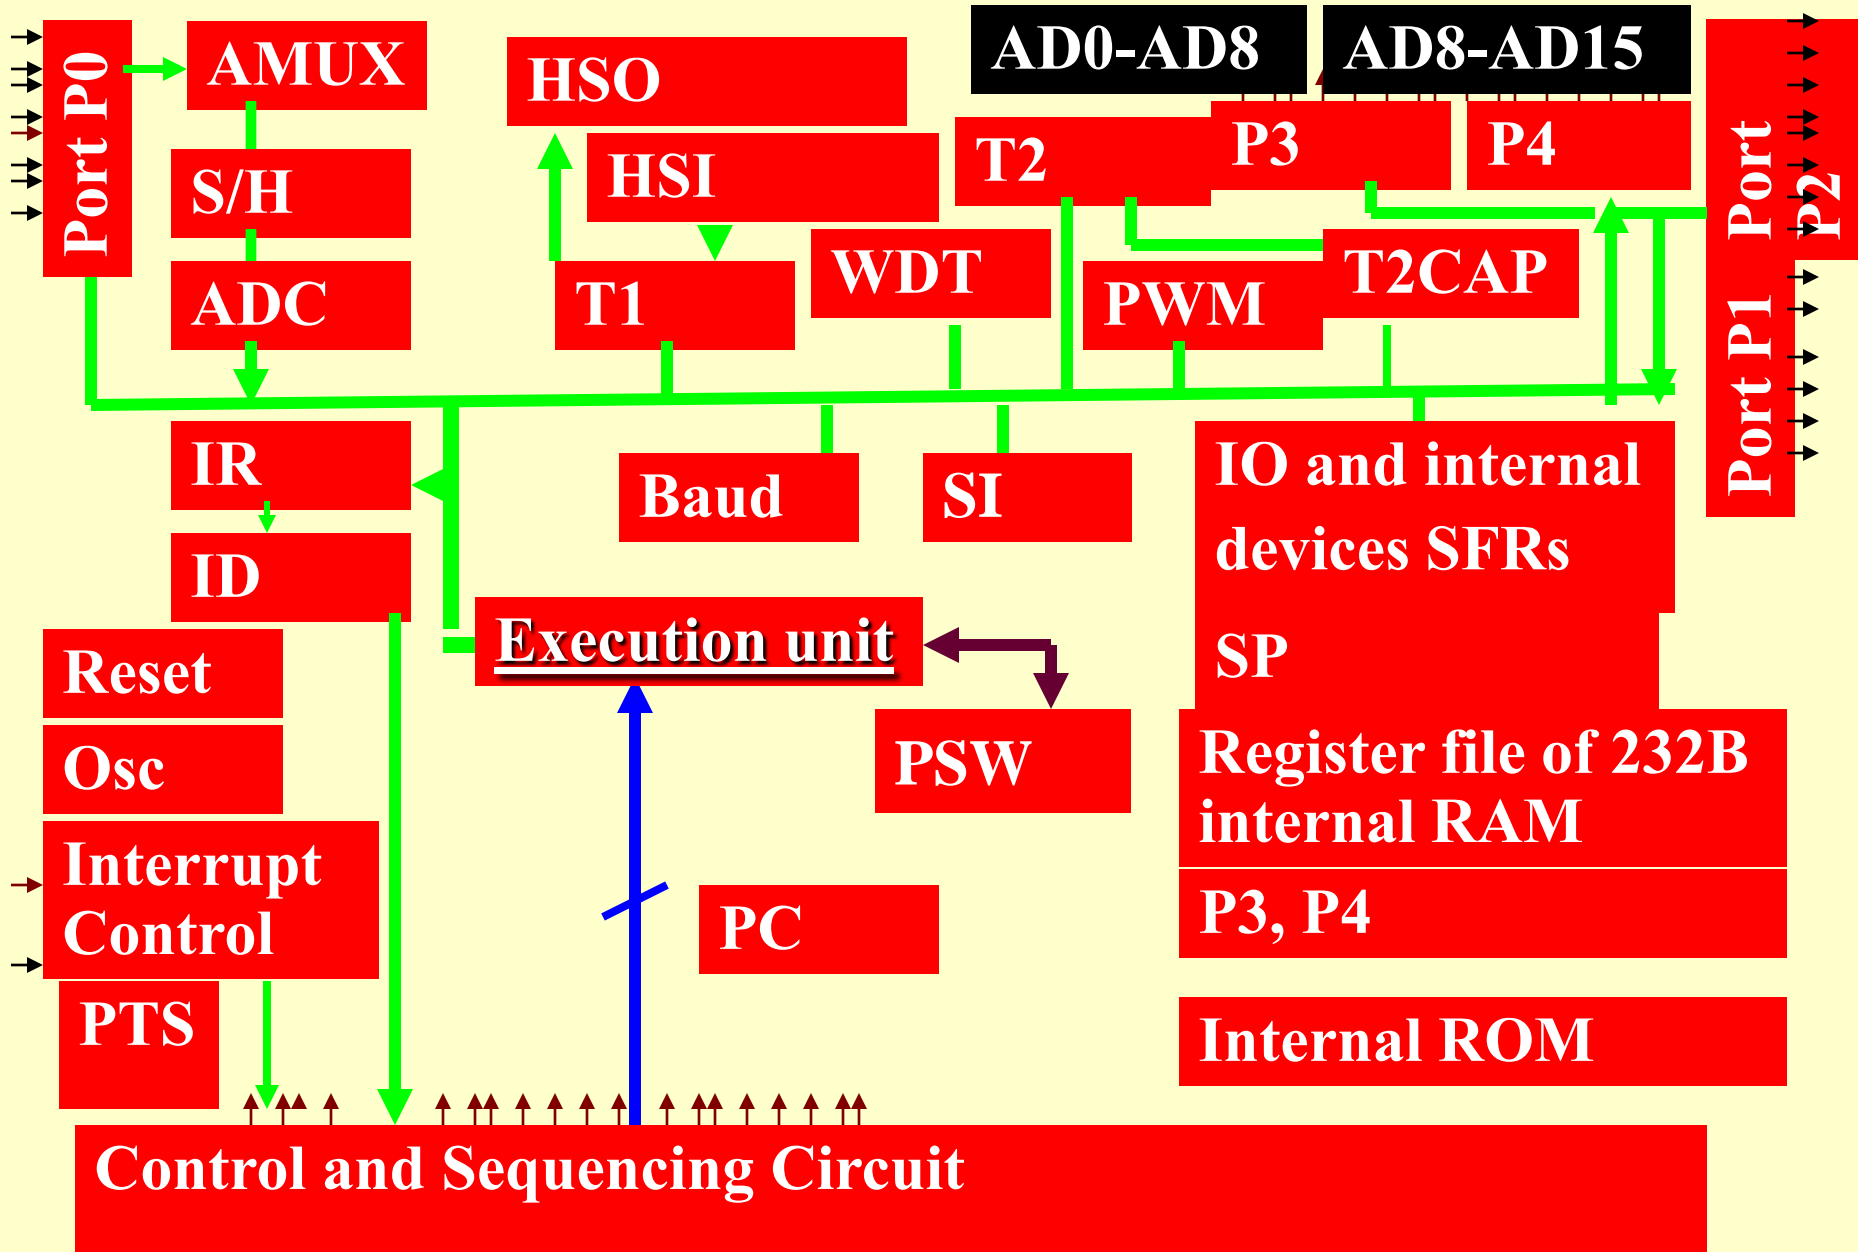 Port P0
AMUX
S/H
ADC
HSO
HSI
T1
WDT
AD0-AD8
AD8-AD15
T2
P3
P4
PWM
T2CAP
Port
P2
Port P1
IR
ID
Baud
SI
IO and internal
devices SFRs
SP
Register file of 232B
internal RAM
P3, P4
Internal ROM
Execution unit
PSW
PC
Reset
Osc
Interrupt
Control
PTS
Control and Sequencing Circuit